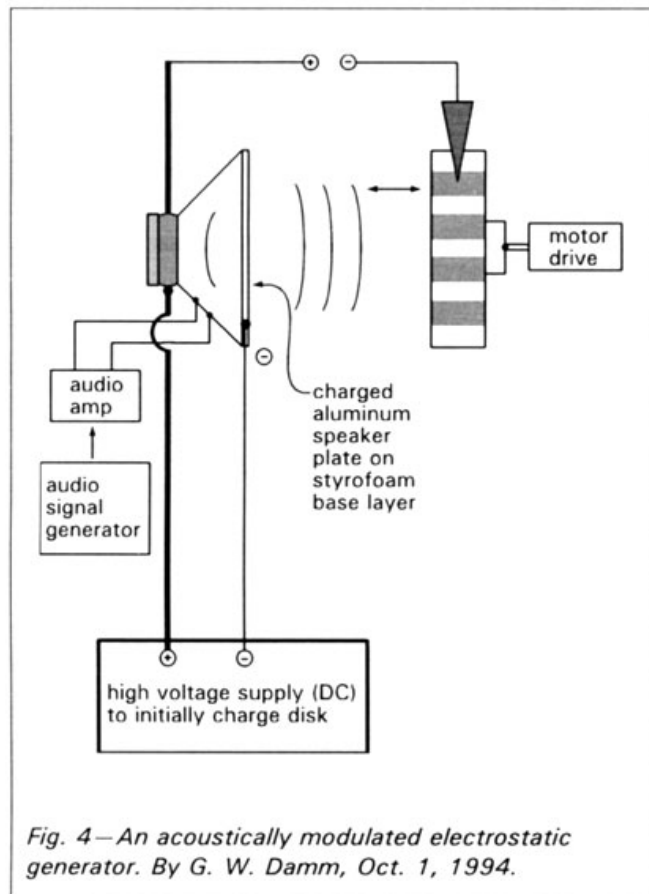 ⊕ ⊖
motor
drive
⊖
audio
amp
charged
aluminum
speaker
plate on
styrofoam
base layer
audio
signal
generator
⊕ ⊖
high voltage supply (DC)
to initially charge disk
Fig. 4—An acoustically modulated electrostatic
generator. By G. W. Damm, Oct. 1, 1994.